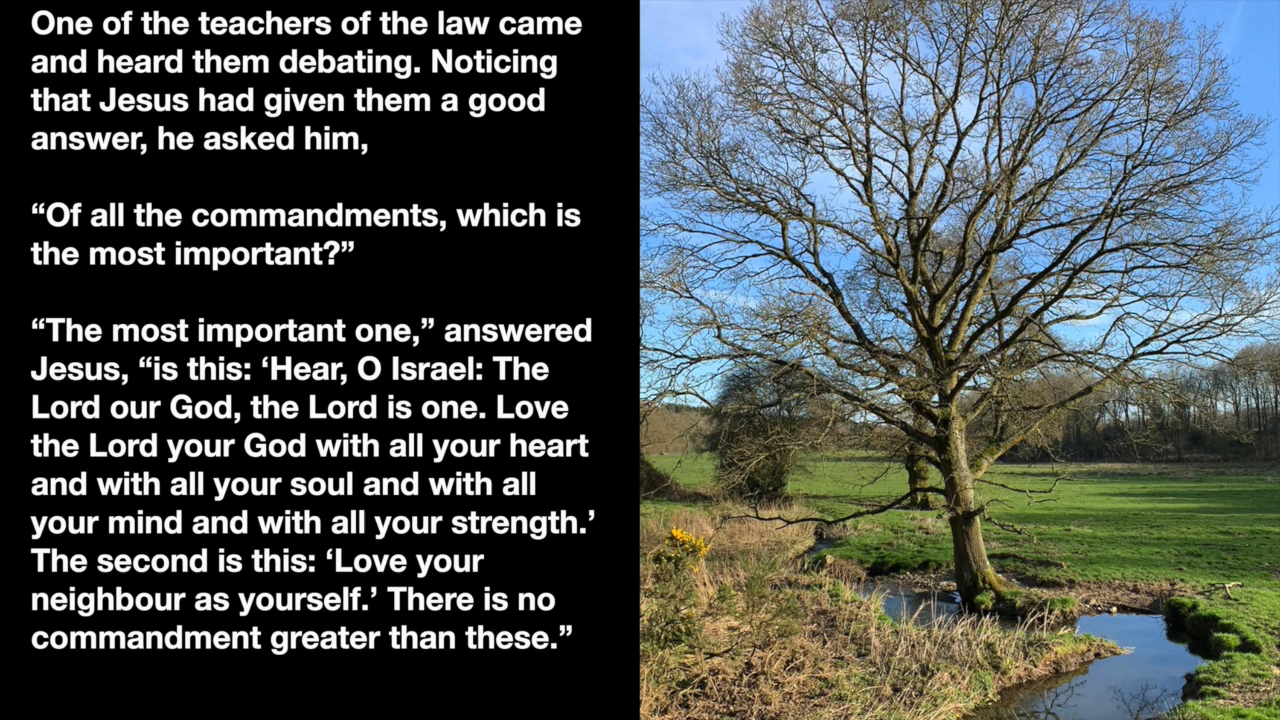 One of the teachers of the law came
and heard them debating. Noticing
that Jesus had given them a good
answer, he asked him,
“Of all the commandments, which is
the most important?”
“The most important one,” answered
Jesus, “is this: ‘Hear, O Israel: The
Lord our God, the Lord is one. Love
the Lord your God with all your heart
and with all your soul and with all
your mind and with all your strength.’
The second is this: ‘Love your
neighbour as yourself.’ There is no
commandment greater than these.”